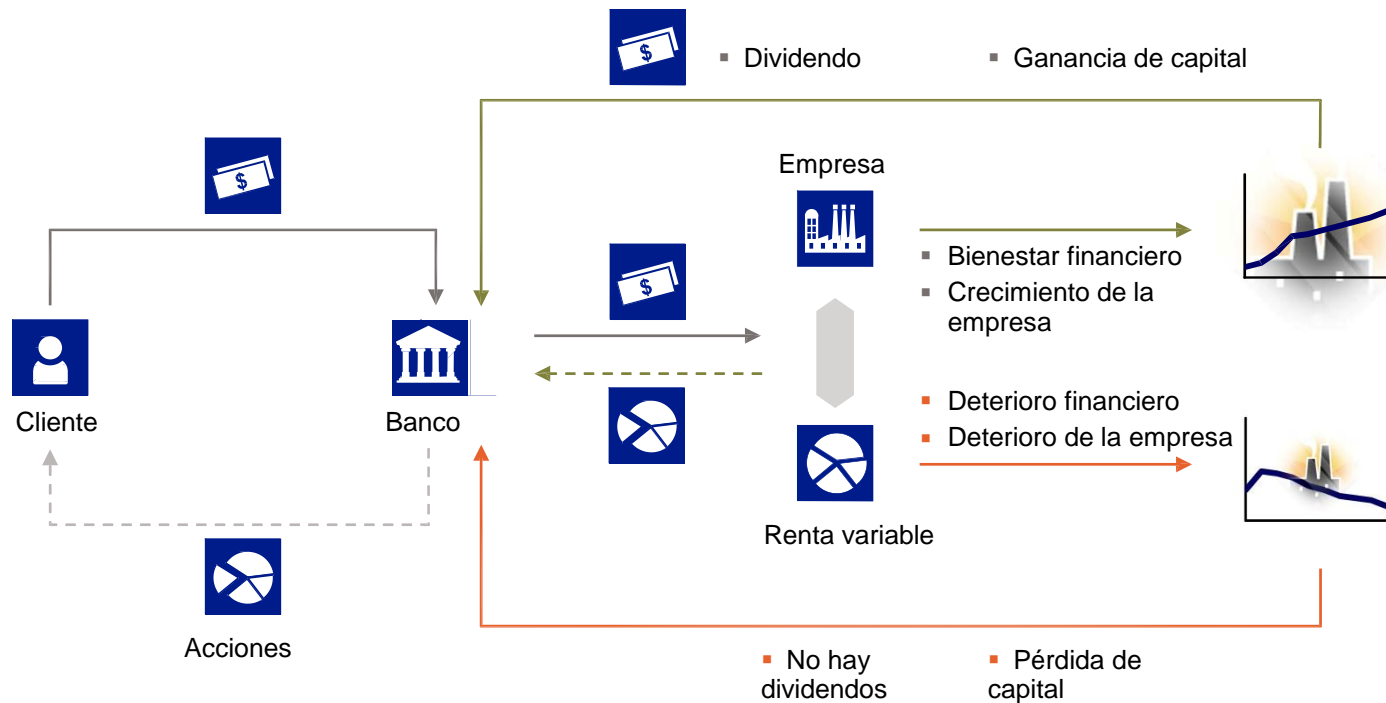 Dividendo
Ganancia de capital
$
$
Empresa
$
Bienestar financiero
Crecimiento de la
empresa
Cliente
Banco
Deterioro financiero
Deterioro de la empresa
Renta variable
Acciones
No hay
dividendos
Pérdida de
capital